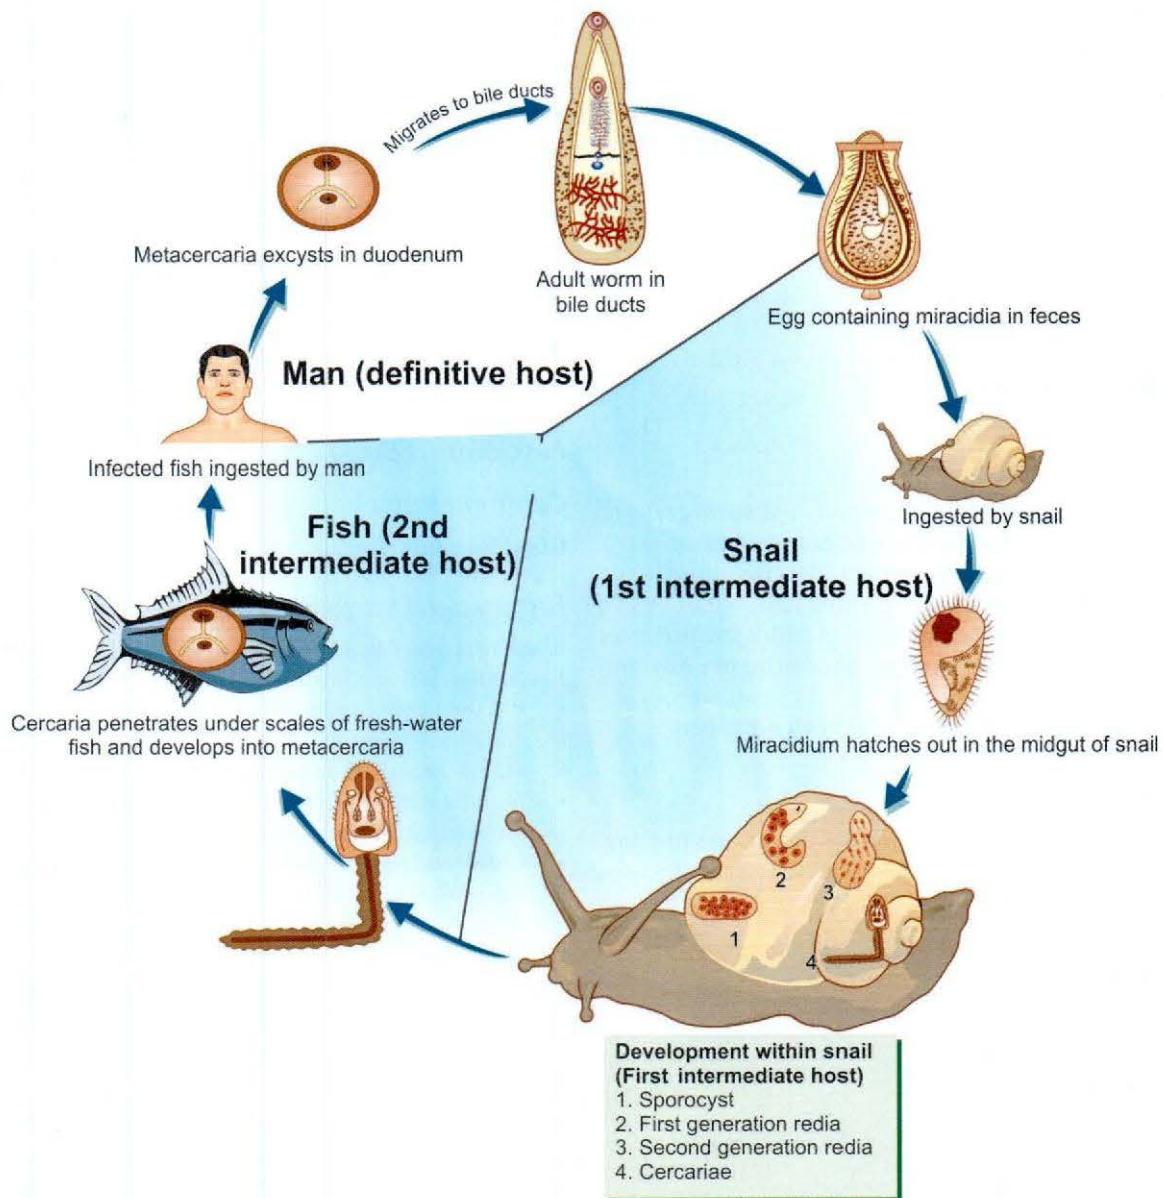 Migrates to bile ducts
Metacercaria excysts in duodenum
Adult worm in
bile ducts
Egg containing miracidia in feces
Man (definitive host)
Infected fish ingested by man
Ingested by snail
Fish (2nd
intermediate host)
Snail
(1st intermediate host)
Cercaria penetrates under scales of fresh-water
fish and develops into metacercaria
Miracidium hatches out in the midgut of snail
2
3
1
4
Development within snail
(First intermediate host)
1. Sporocyst
2. First generation redia
3. Second generation redia
4. Cercariae